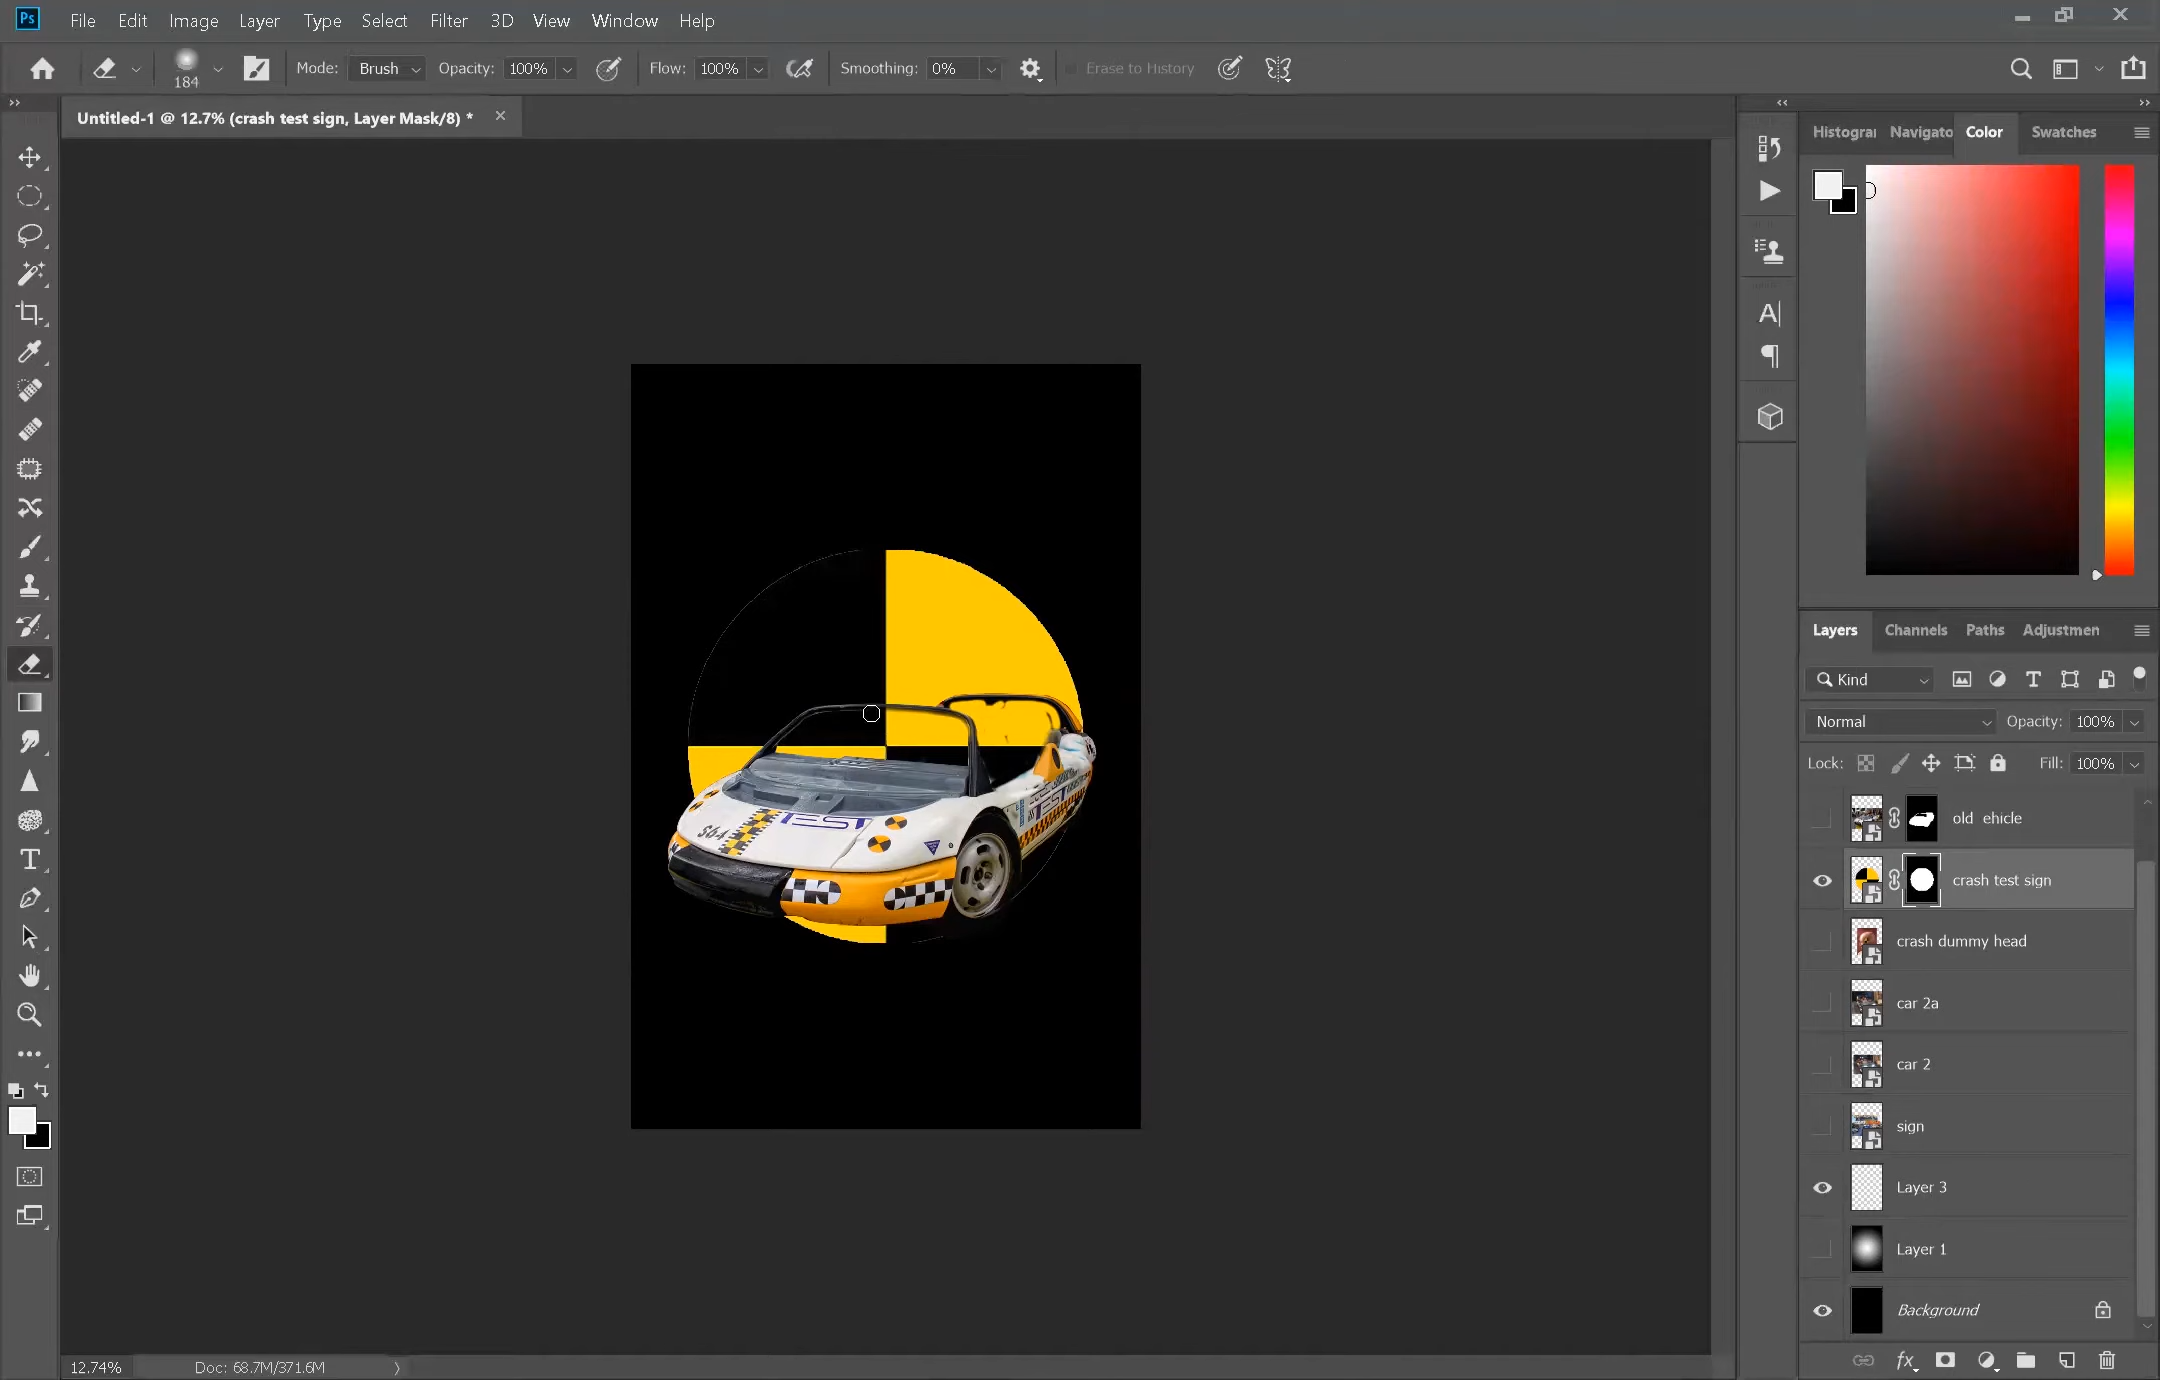 Ps File Edit Image Layer Type Select Filter 3D View Window Help
184 Mode: Brush Opacity: 100% Flow: 100% Smoothing: 0% Erase to History
Untitled-1 @ 12.7% (crash test sign, Layer Mask/8) *
Histogra Navigato Color Swatches
Layers Channels Paths Adjustmen
Kind
Normal Opacity: 100%
Lock: Fill: 100%
old ehicle
crash test sign
crash dummy head
car 2a
car 2
sign
Layer 3
Layer 1
Background
TEST
12.74% Doc: 68.7M/371.6M